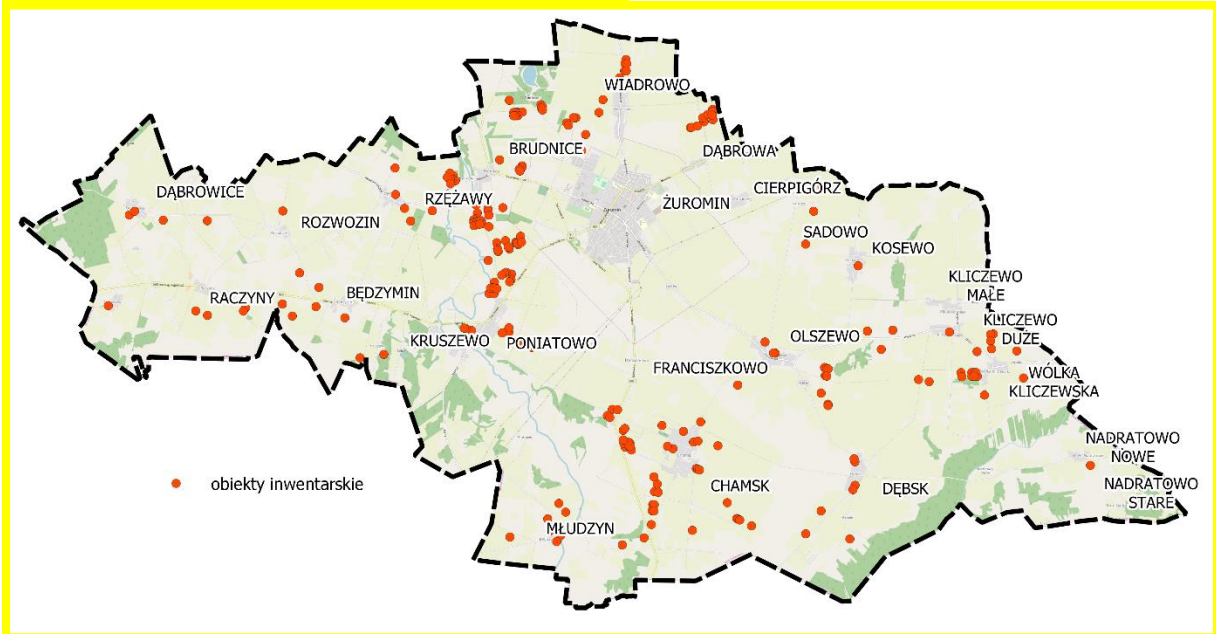 WIADROWO
BRUDNICE
DĄBROWA
DĄBROWICE
CIERPIGÓRZ
RZĘŻAWY
ŻUROMIN
ROZWOZIN
SADOWO
KOSEWO
KLICZEWO
MAŁE
RACZYNY
BĘDZYMIN
KLICZEWO
DUŻE
KRUSZEWO
PONIATOWO
OLSZEWO
FRANCISZKOWO
WÓLKA
KLICZEWSKA
NADRATOWO
NOWE
obiekty inwentarskie
CHAMSK
DĘBSK
NADRATOWO
STARE
MŁUDZYN